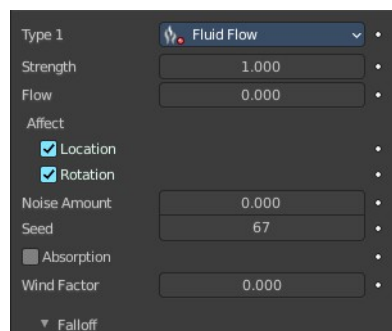 Type 1 Fluid Flow
Strength 1.000
Flow 0.000
Affect
Location
Rotation
Noise Amount 0.000
Seed 67
Absorption
Wind Factor 0.000
Falloff